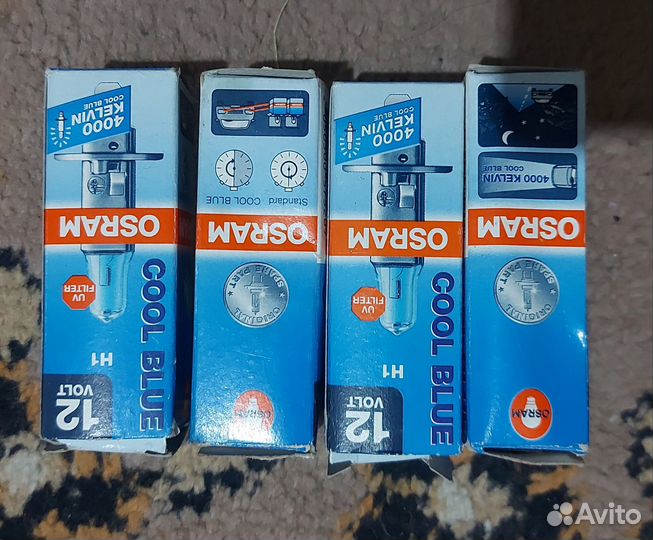 4000
KELVIN
COOL BLUE
OSRAM
UV
FILTER
COOL BLUE
H1
12
VOLT
Standard
COOL BLUE
OSRAM
ORIGINAL
SPARE PART
OSRAM
4000
KELVIN
COOL BLUE
OSRAM
UV
FILTER
COOL BLUE
H1
12
VOLT
4000 KELVIN
COOL BLUE
OSRAM
ORIGINAL
SPARE PART
OSRAM
Avito